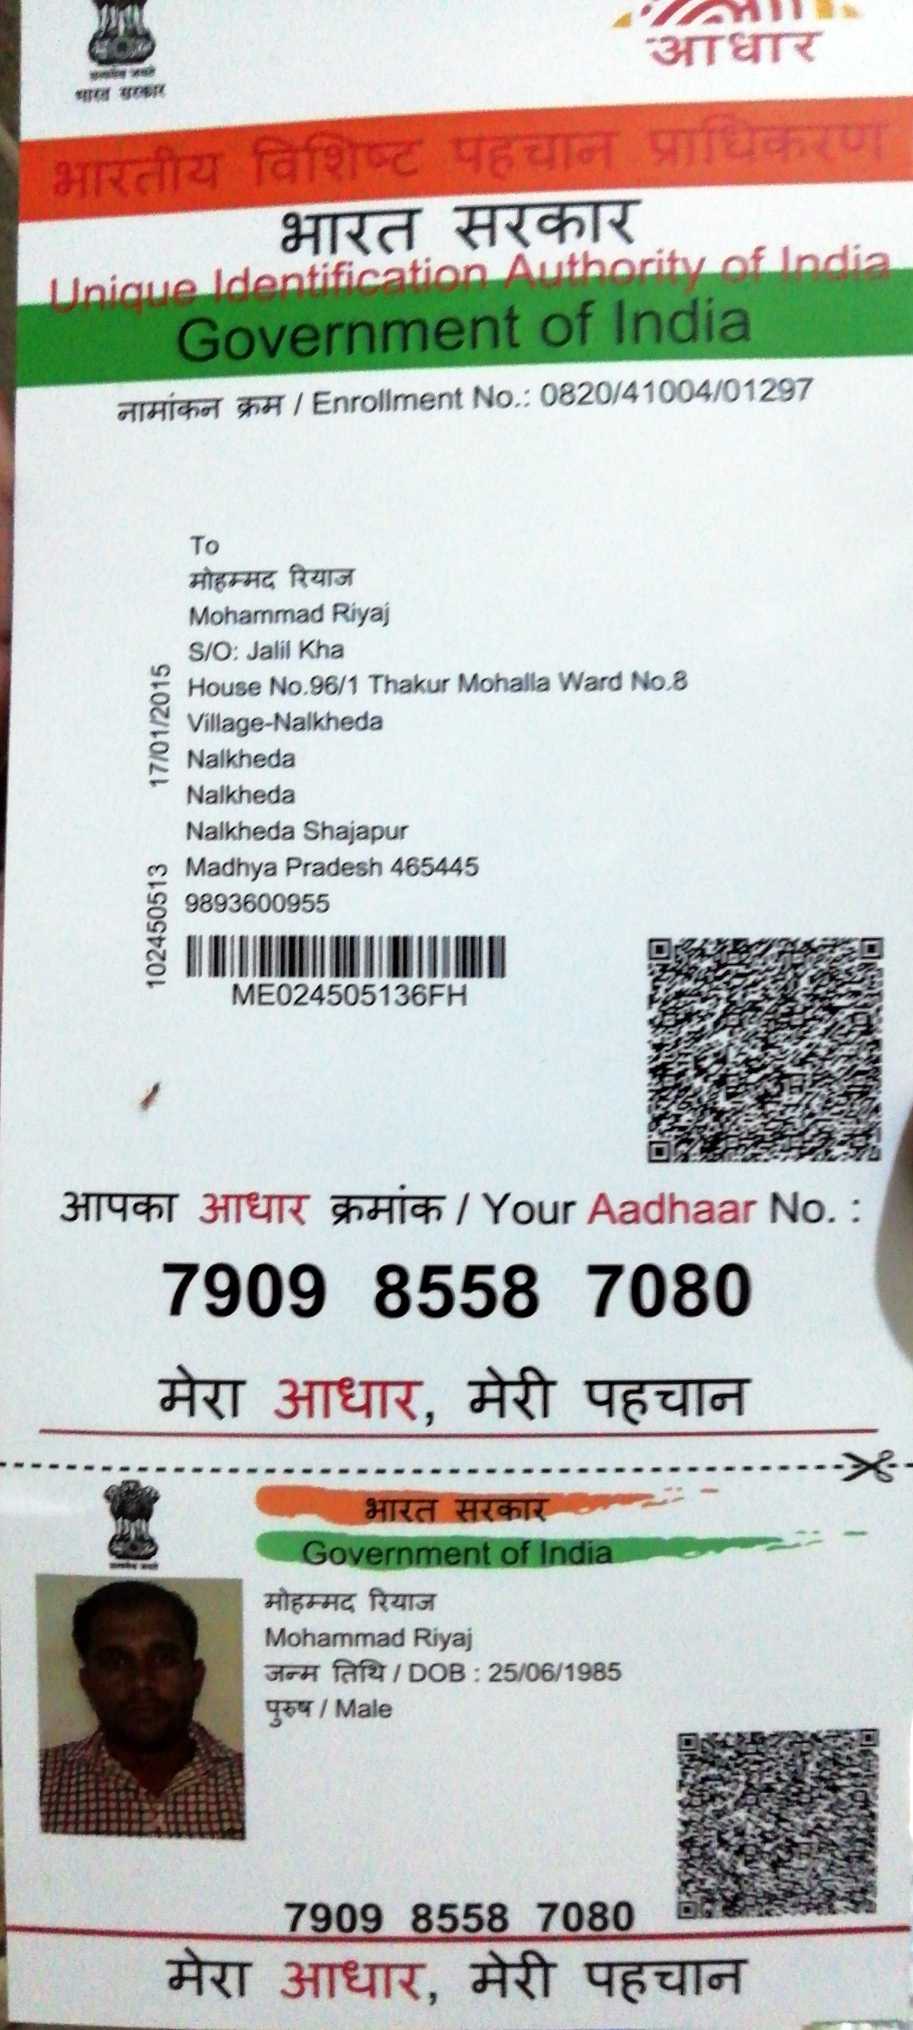 सत्यमेव जयते
भारत सरकार
आधार
भारतीय विशिष्ट पहचान प्राधिकरण
भारत सरकार
Unique Identification Authority of India
Government of India
नामांकन क्रम / Enrollment No.: 0820/41004/01297
To
मोहम्मद रियाज
Mohammad Riyaj
S/O: Jalil Kha
House No.96/1 Thakur Mohalla Ward No.8
Village-Nalkheda
Nalkheda
Nalkheda
Nalkheda Shajapur
Madhya Pradesh 465445
9893600955
17/01/2015
102450513
ME024505136FH
आपका आधार क्रमांक / Your Aadhaar No. :
7909 8558 7080
मेरा आधार, मेरी पहचान
भारत सरकार
Government of India
मोहम्मद रियाज
Mohammad Riyaj
जन्म तिथि / DOB : 25/06/1985
पुरुष / Male
7909 8558 7080
मेरा आधार, मेरी पहचान